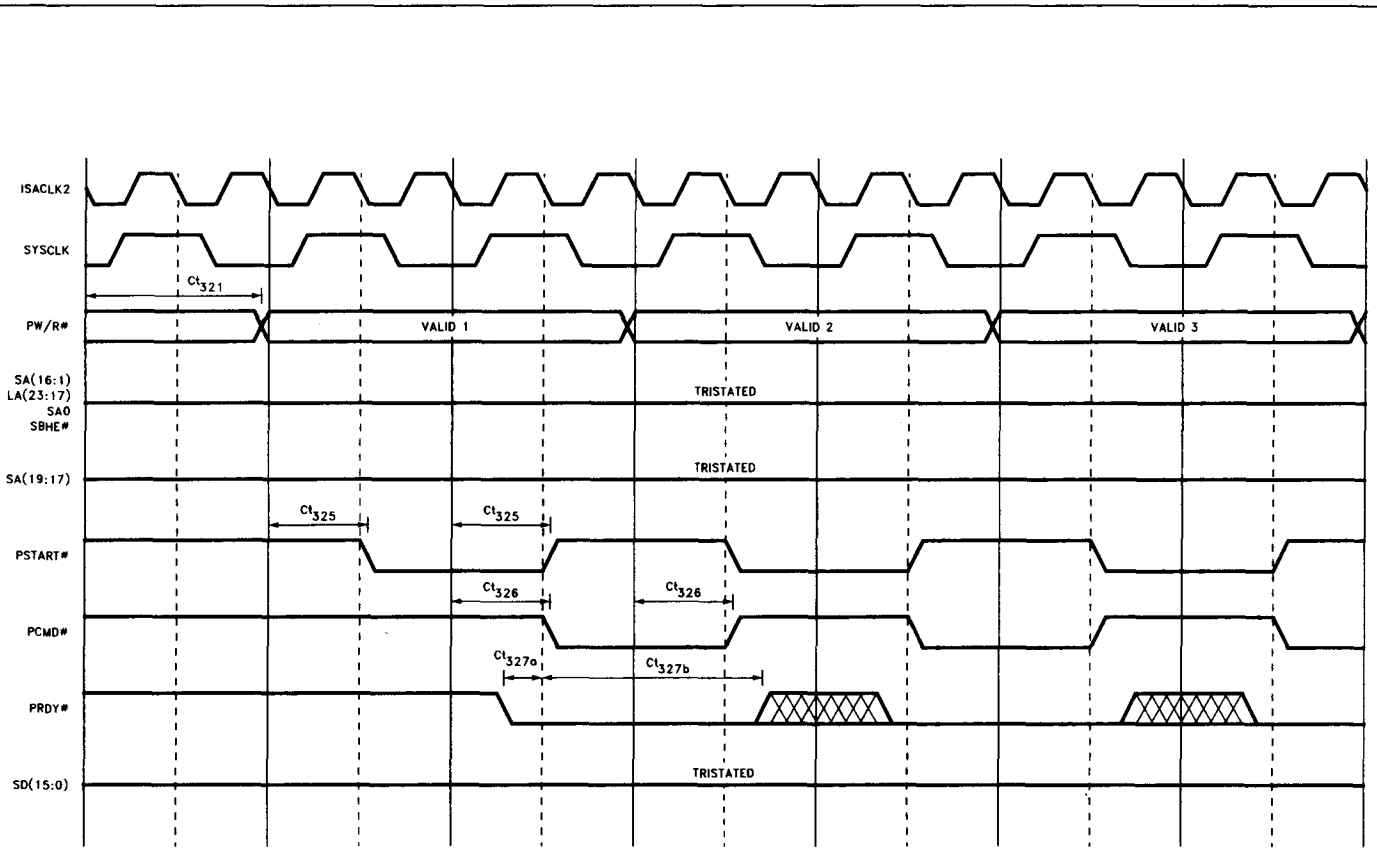 ISACLK2
SYSCLK
Ct321
PW/R#
VALID 1
VALID 2
VALID 3
SA(16:1)
LA(23:17)
SA0
SBHE#
TRISTATED
SA(19:17)
TRISTATED
Ct325
Ct325
PSTART#
Ct326
Ct326
PCMD#
Ct327a
Ct327b
PRDY#
SD(15:0)
TRISTATED